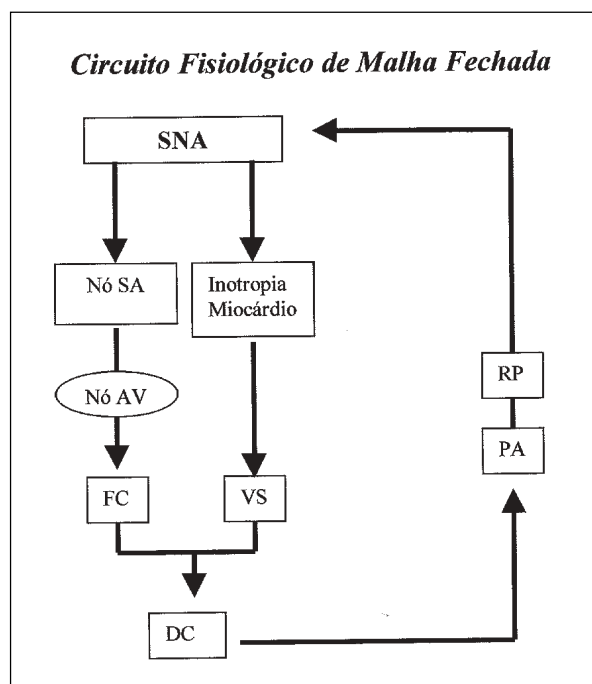 Circuito Fisiológico de Malha Fechada
SNA
Nó SA
Inotropia
Miocárdio
Nó AV
RP
PA
FC
VS
DC